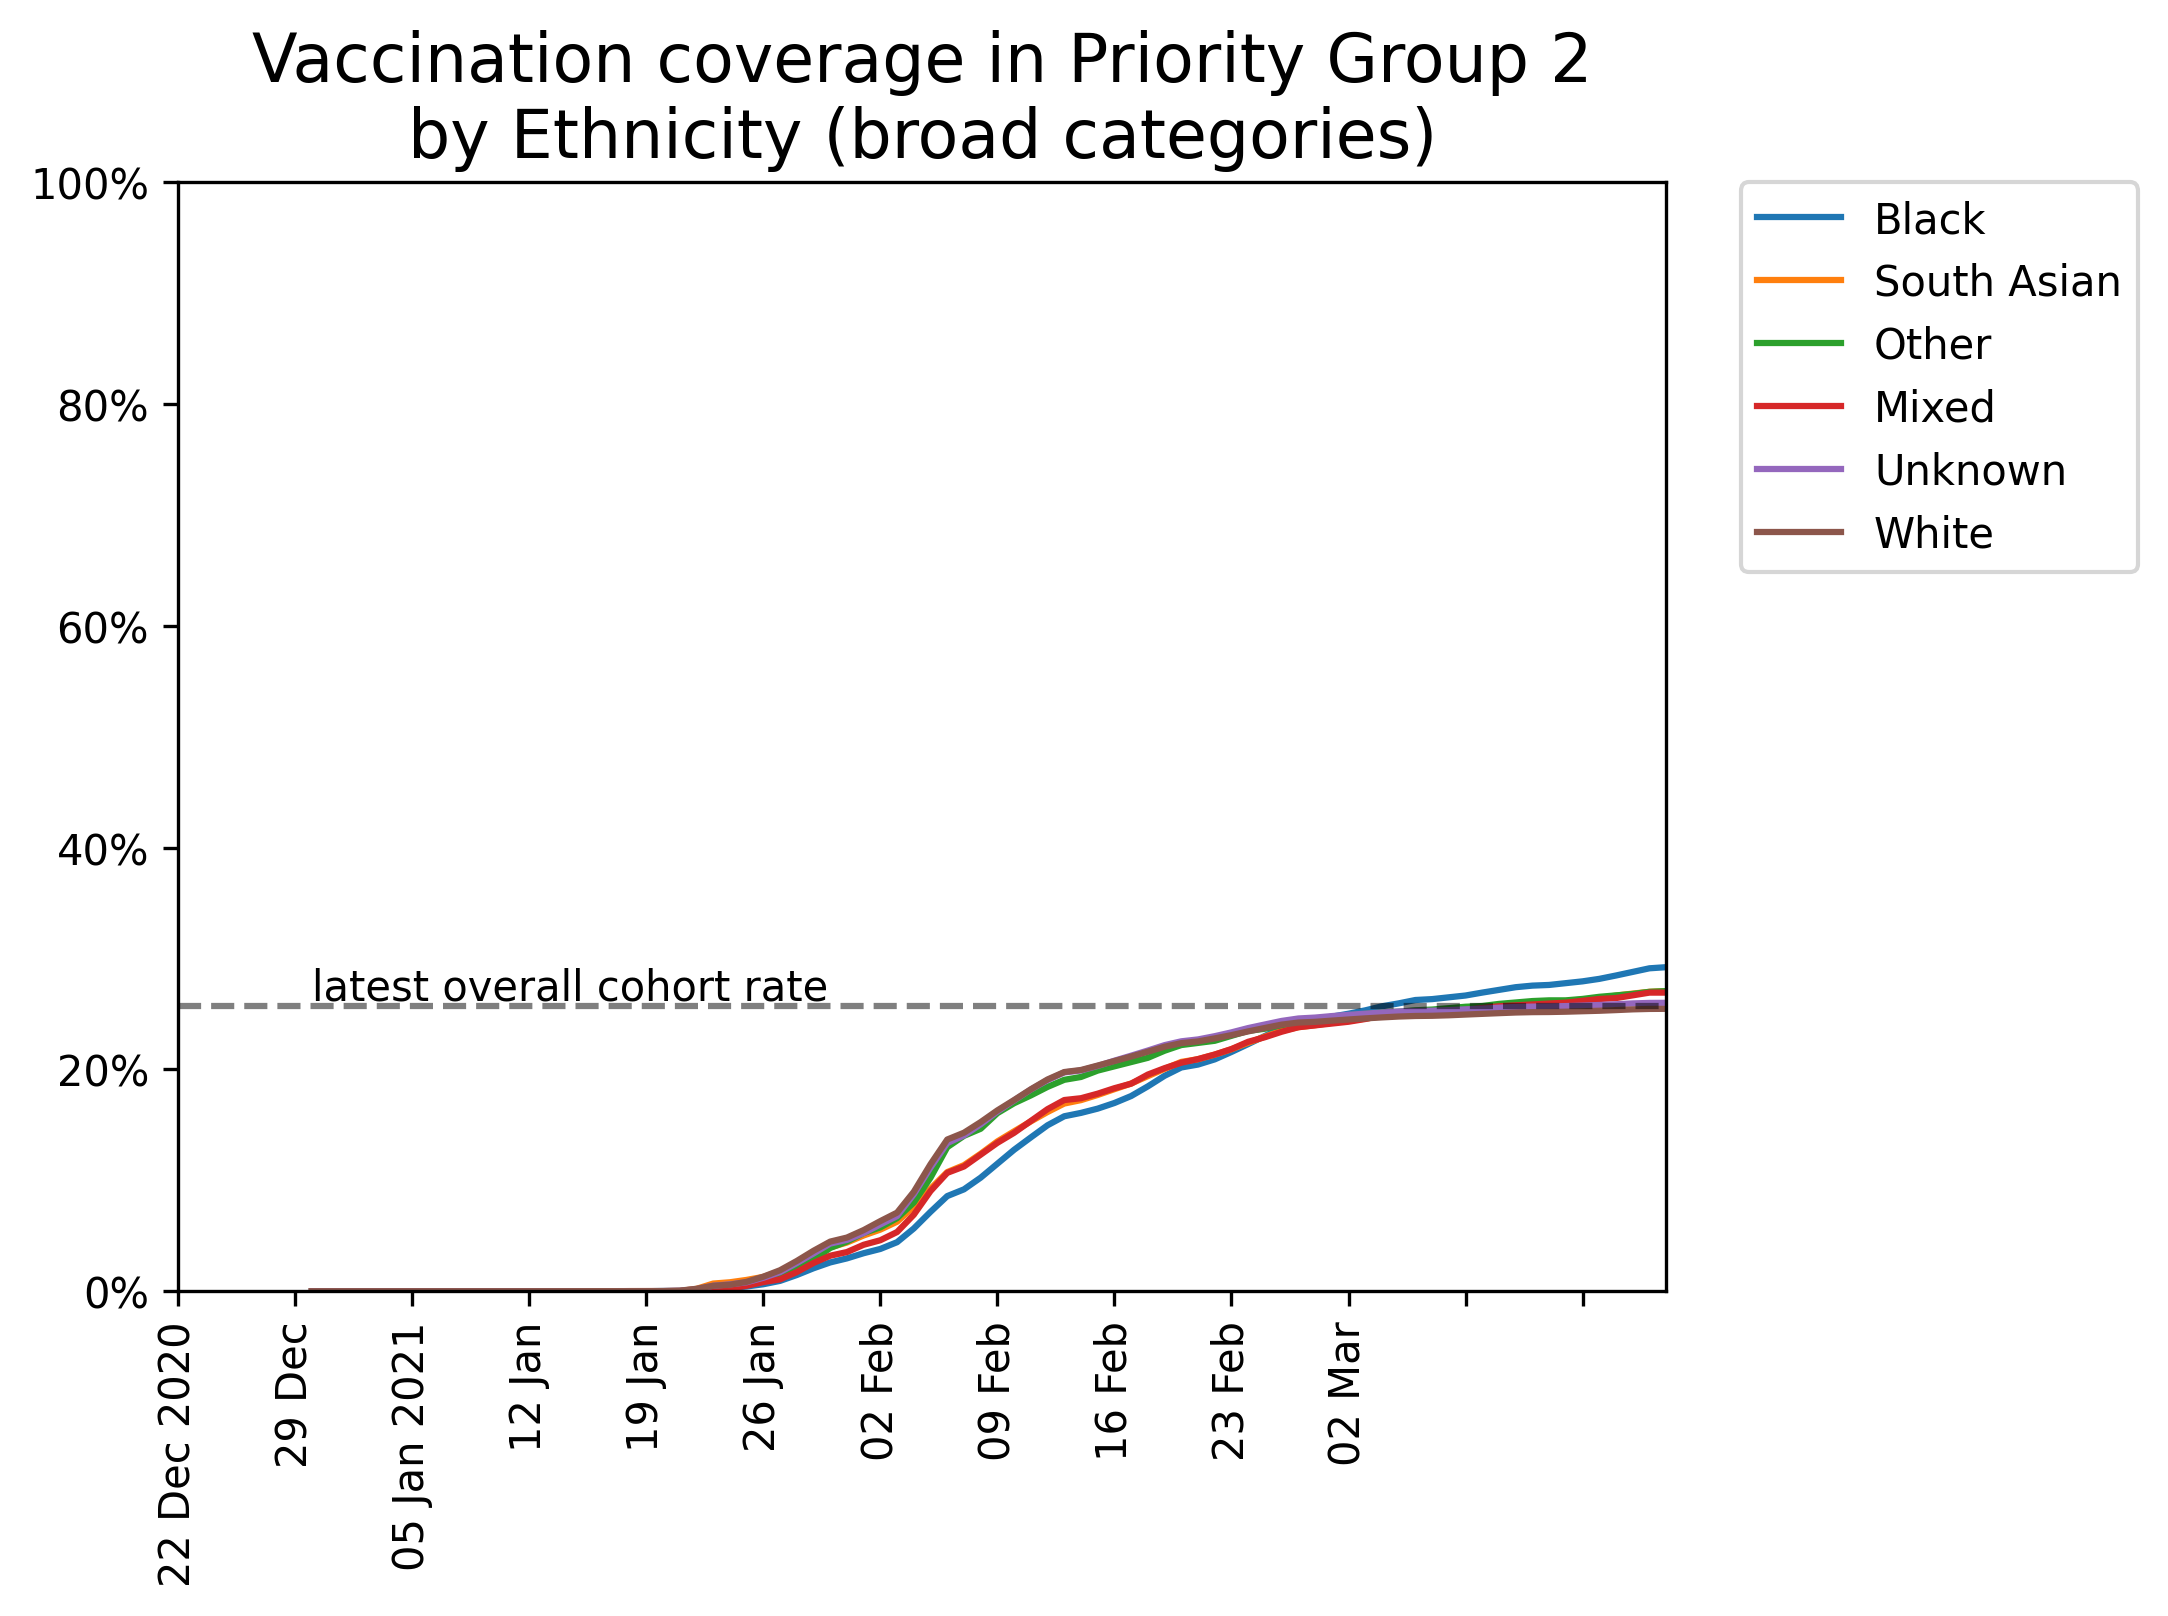 Vaccination coverage in Priority Group 2
by Ethnicity (broad categories)
100%
80%
60%
40%
20%
0%
latest overall cohort rate
22 Dec 2020
29 Dec
05 Jan 2021
12 Jan
19 Jan
26 Jan
02 Feb
09 Feb
16 Feb
23 Feb
02 Mar
Black
South Asian
Other
Mixed
Unknown
White